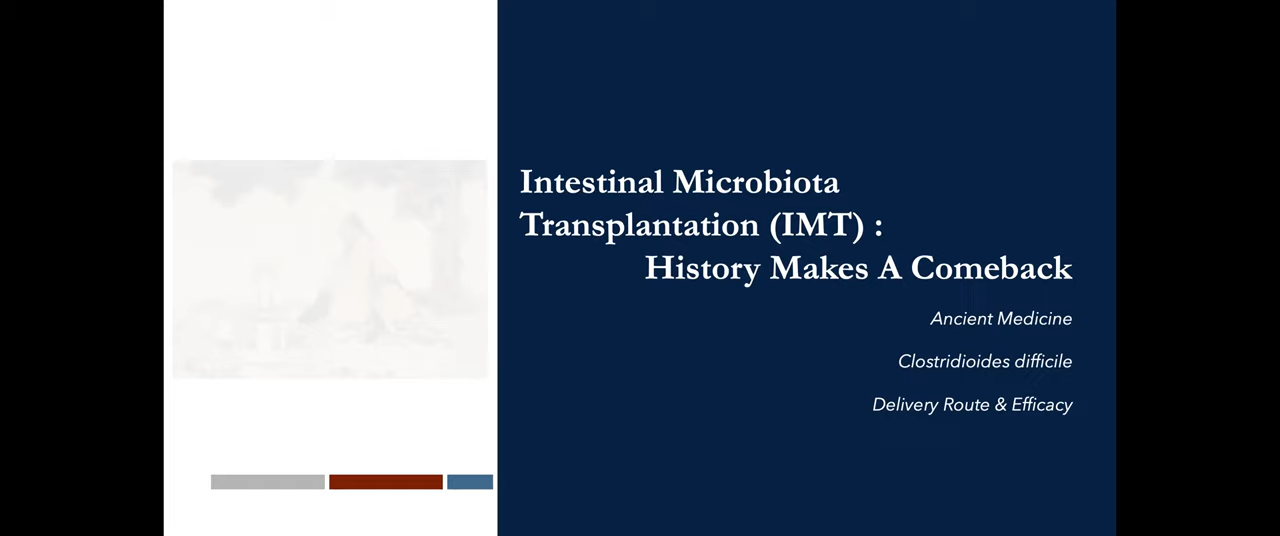 Intestinal Microbiota
Transplantation (IMT) :
History Makes A Comeback
Ancient Medicine
Clostridioides difficile
Delivery Route & Efficacy